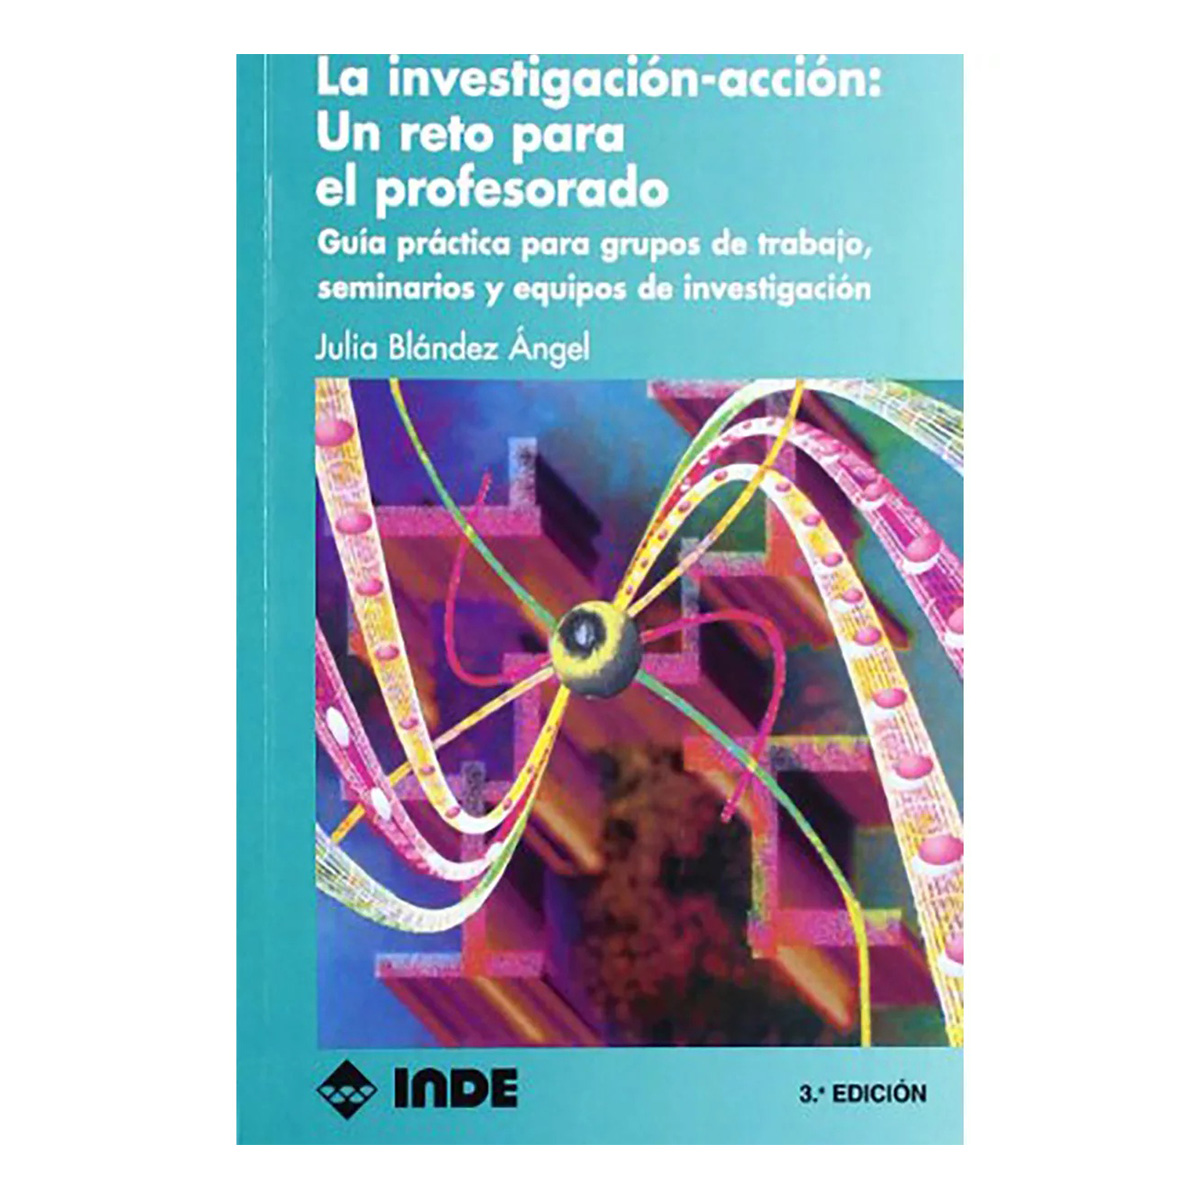 La investigación-acción:
Un reto para
el profesorado
Guía práctica para grupos de trabajo,
seminarios y equipos de investigación
Julia Blández Ángel
INDE
3.ª EDICIÓN